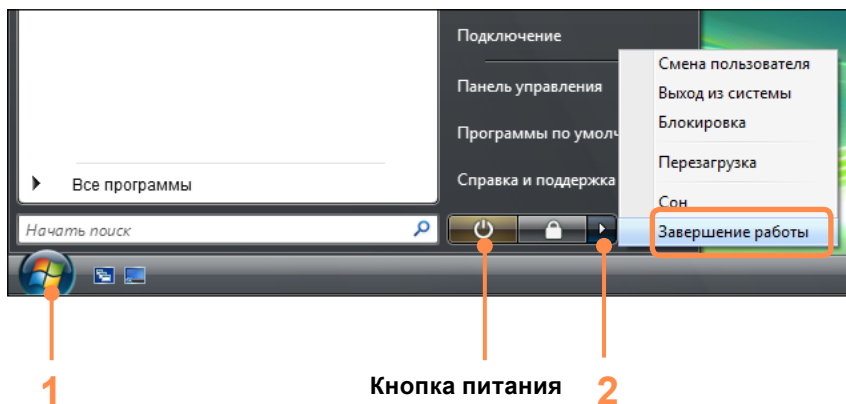 Подключение
Панель управления
Программы по умолч
Справка и поддержка
Смена пользователя
Выход из системы
Блокировка
Перезагрузка
Сон
Завершение работы
Все программы
Начать поиск
1
Кнопка питания
2